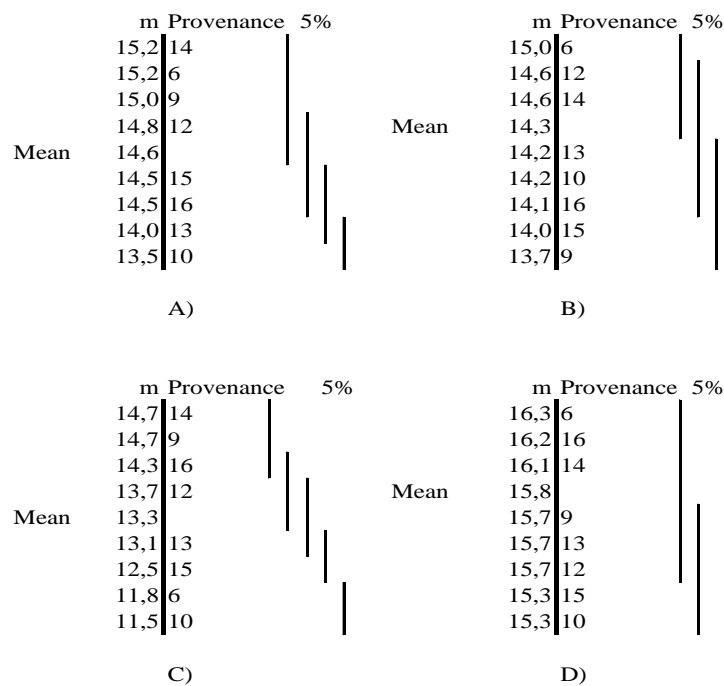 m Provenance 5%
15,2 14
15,2 6
15,0 9
14,8 12
Mean 14,6
14,5 15
14,5 16
14,0 13
13,5 10
A)
m Provenance 5%
15,0 6
14,6 12
14,6 14
Mean 14,3
14,2 13
14,2 10
14,1 16
14,0 15
13,7 9
B)
m Provenance 5%
14,7 14
14,7 9
14,3 16
13,7 12
Mean 13,3
13,1 13
12,5 15
11,8 6
11,5 10
C)
m Provenance 5%
16,3 6
16,2 16
16,1 14
Mean 15,8
15,7 9
15,7 13
15,7 12
15,3 15
15,3 10
D)